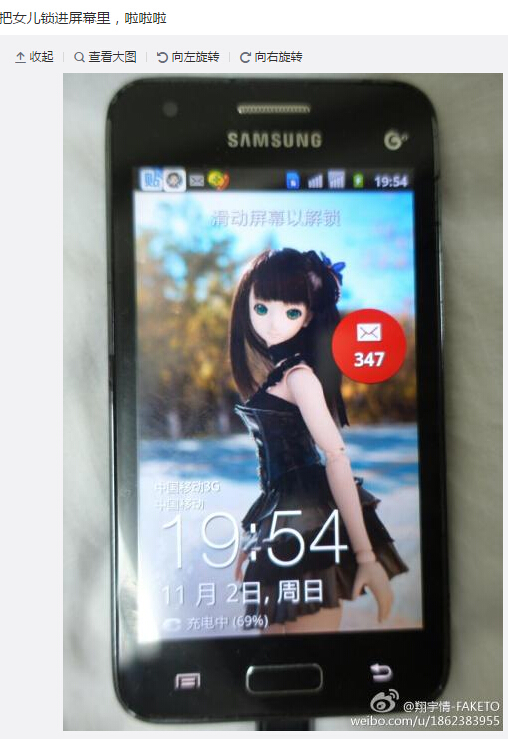 把女儿锁进屏幕里，啦啦啦
收起
查看大图
向左旋转
向右旋转
SAMSUNG
G
19:54
滑动屏幕以解锁
347
中国移动3G
中国移动
19:54
11 月 2日, 周日
充电中 (69%)
@翔宇情-FAKETO
weibo.com/u/1862383955